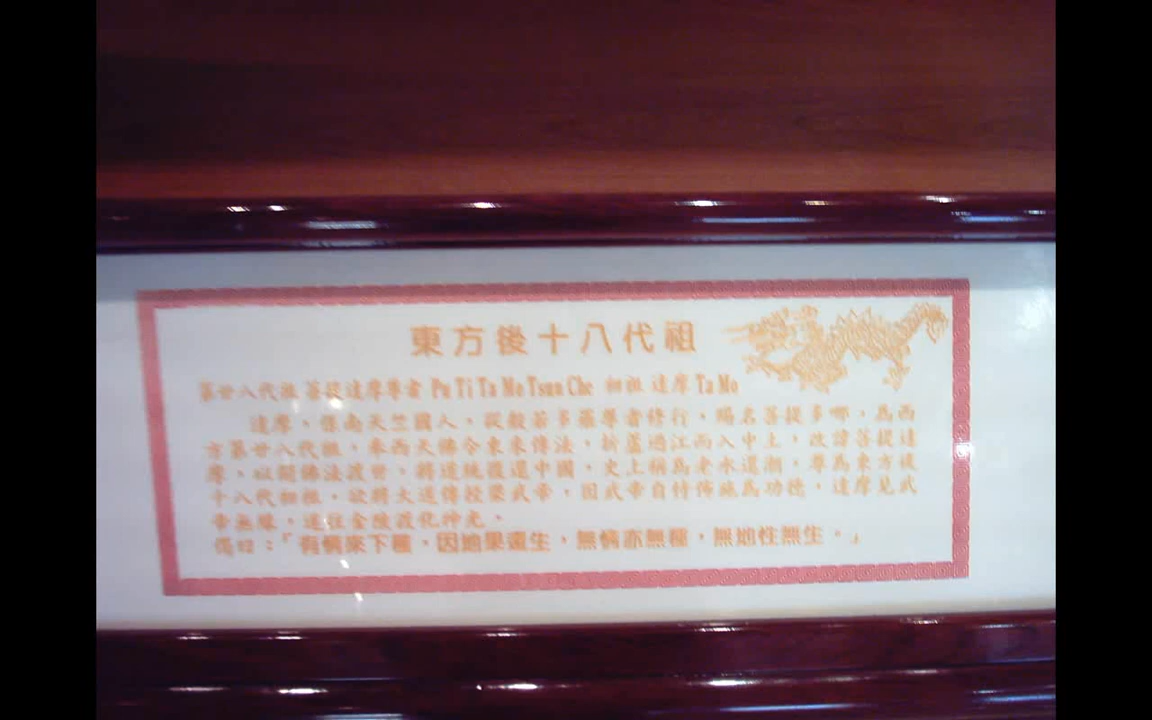 東方後十八代祖
第廿八代祖 菩提達摩尊者 Pu Ti Ta Mo Tsun Che 初祖 達摩 Ta Mo
達摩，係南天竺國人，從般若多羅尊者修行，賜名菩提多哪，為西
方第廿八代祖，奉西天佛令東來傳法，折蘆過江而入中土，改諱菩提達
摩，以開佛法渡世，將道統復還中國，史上稱為老水還潮，尊為東方後
十八代初祖，欲將大道傳授梁武帝，因武帝自恃佈施為功德，達摩見武
帝無緣，遂往金陵渡化神光。
偈曰：「有情來下種，因地果還生，無情亦無種，無地性無生。」